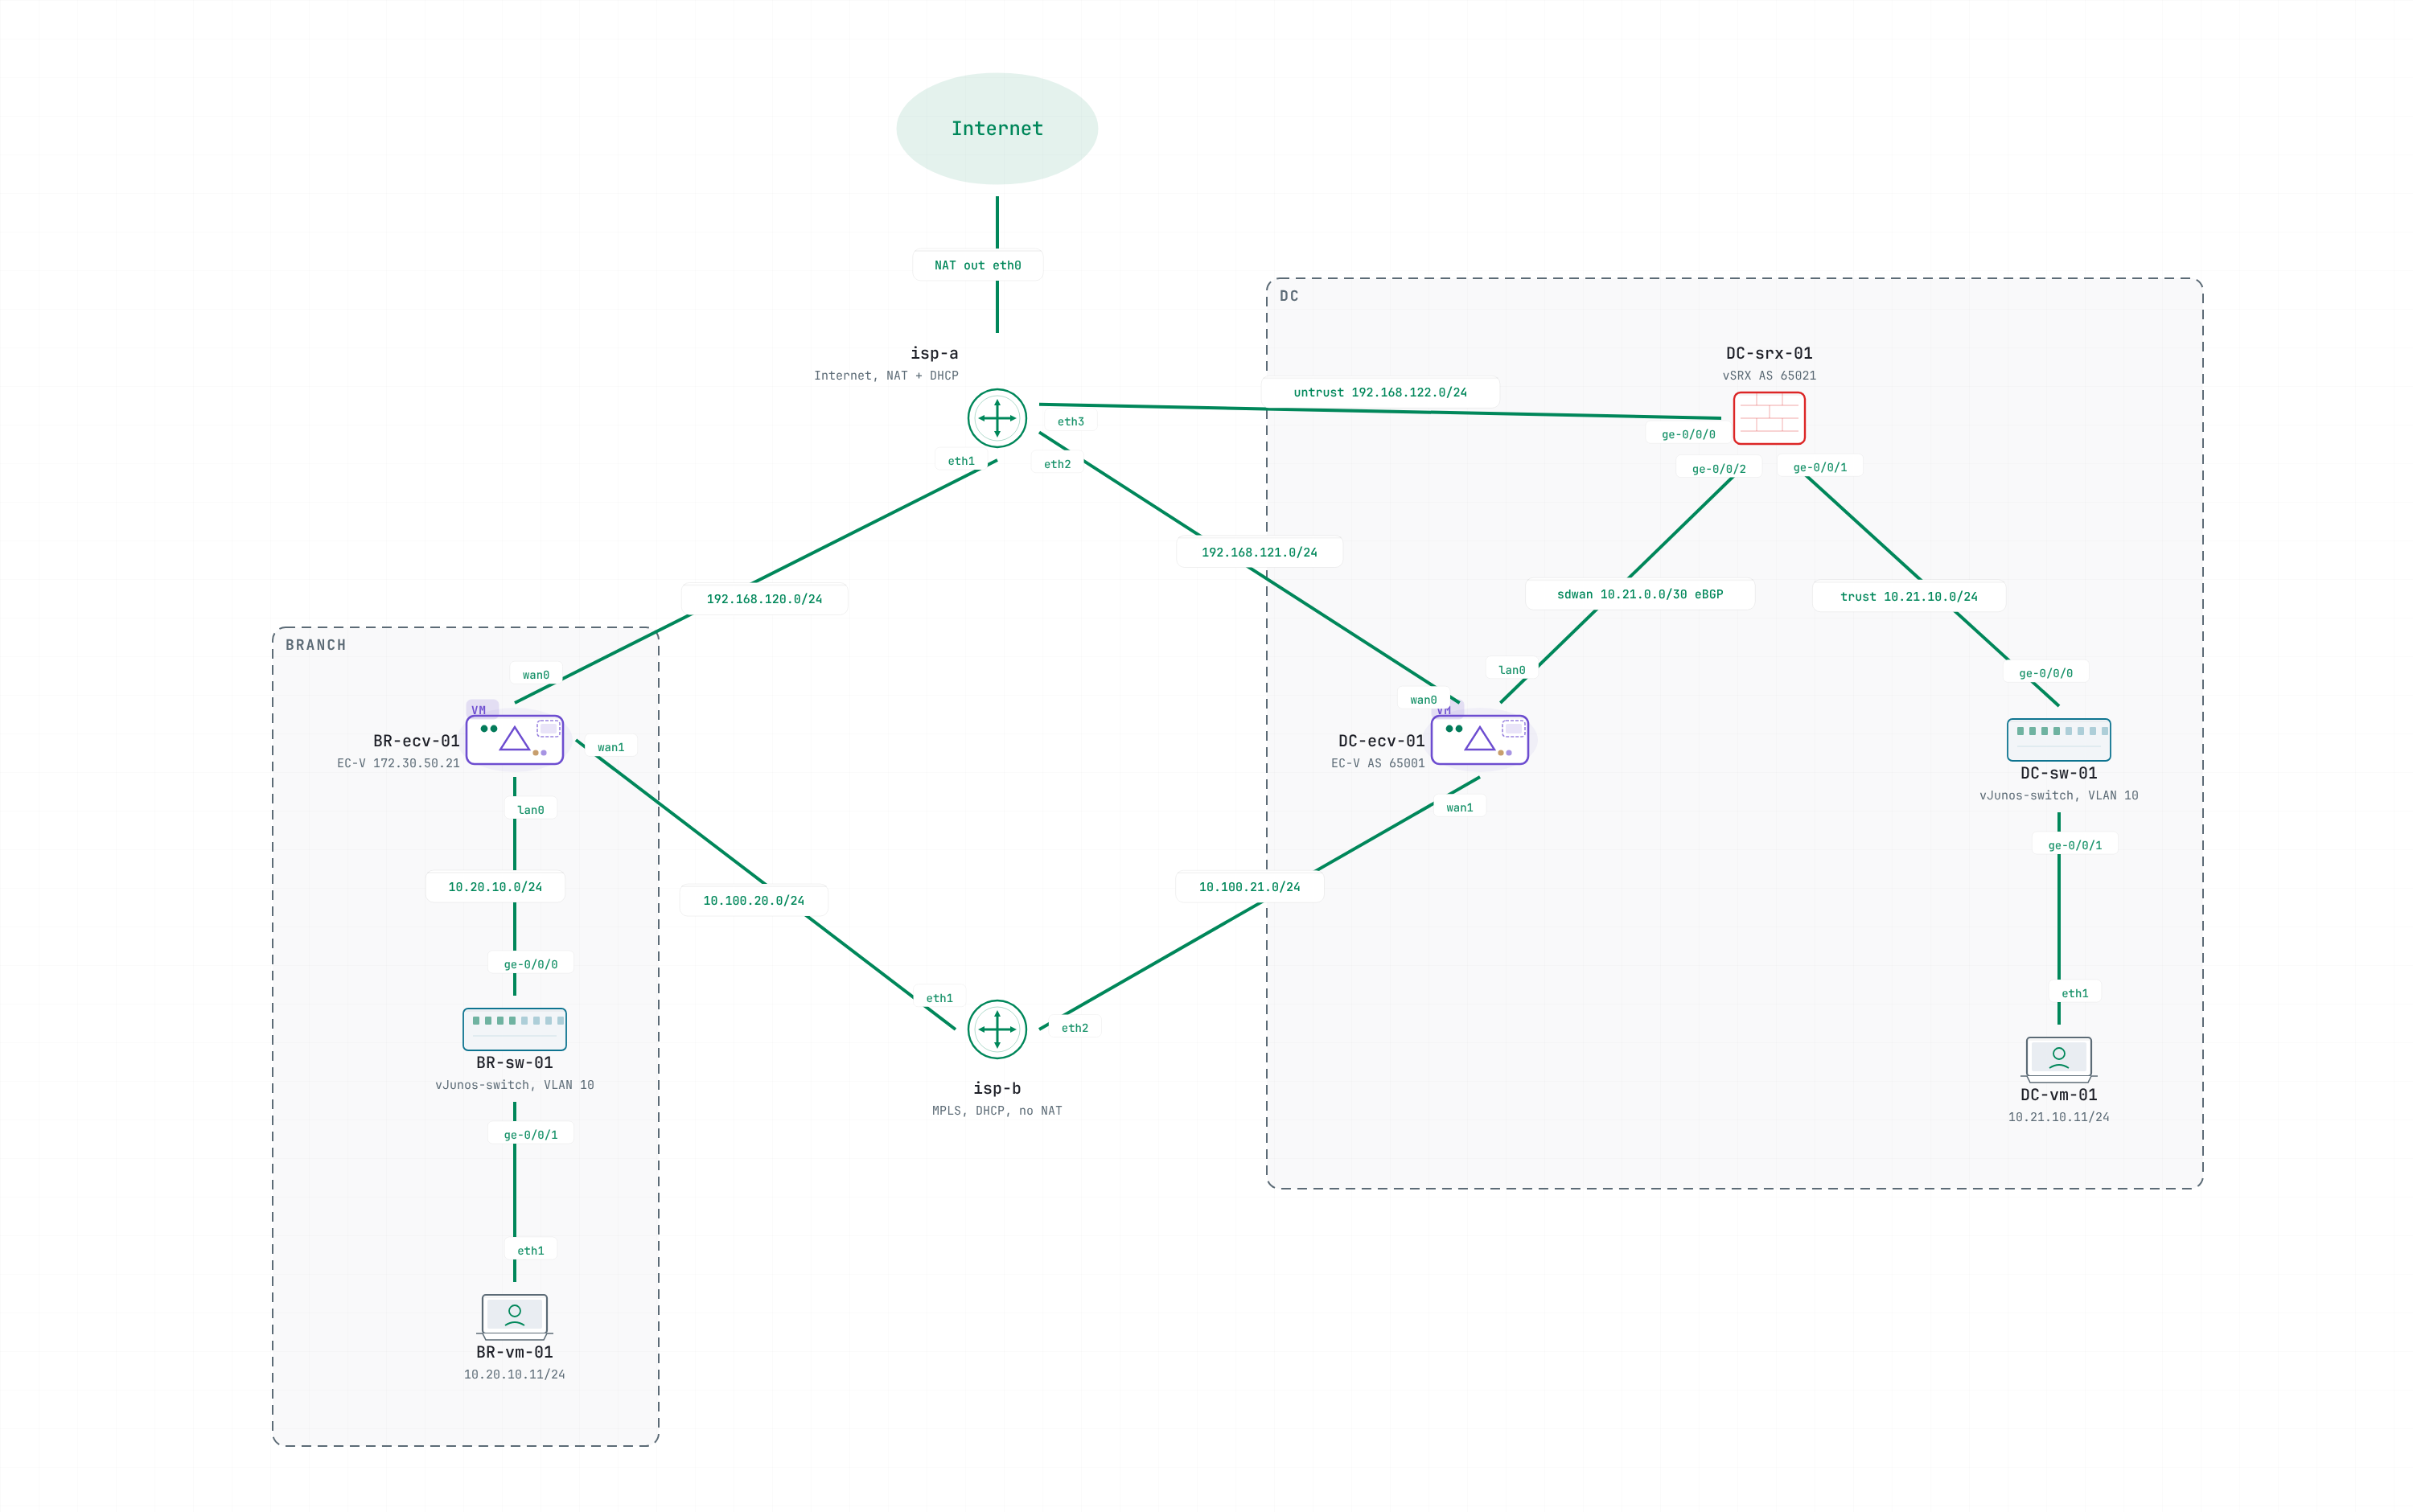 Internet
NAT out eth0
DC
isp-a
Internet, NAT + DHCP
DC-srx-01
vSRX AS 65021
untrust 192.168.122.0/24
eth3
ge-0/0/0
eth1
eth2
ge-0/0/2
ge-0/0/1
192.168.121.0/24
192.168.120.0/24
sdwan 10.21.0.0/30 eBGP
trust 10.21.10.0/24
BRANCH
wan0
lan0
ge-0/0/0
wan0
VM
VM
BR-ecv-01
EC-V 172.30.50.21
wan1
DC-ecv-01
EC-V AS 65001
DC-sw-01
vJunos-switch, VLAN 10
lan0
wan1
ge-0/0/1
10.20.10.0/24
10.100.20.0/24
10.100.21.0/24
ge-0/0/0
eth1
eth2
eth1
BR-sw-01
vJunos-switch, VLAN 10
isp-b
MPLS, DHCP, no NAT
DC-vm-01
10.21.10.11/24
ge-0/0/1
eth1
BR-vm-01
10.20.10.11/24